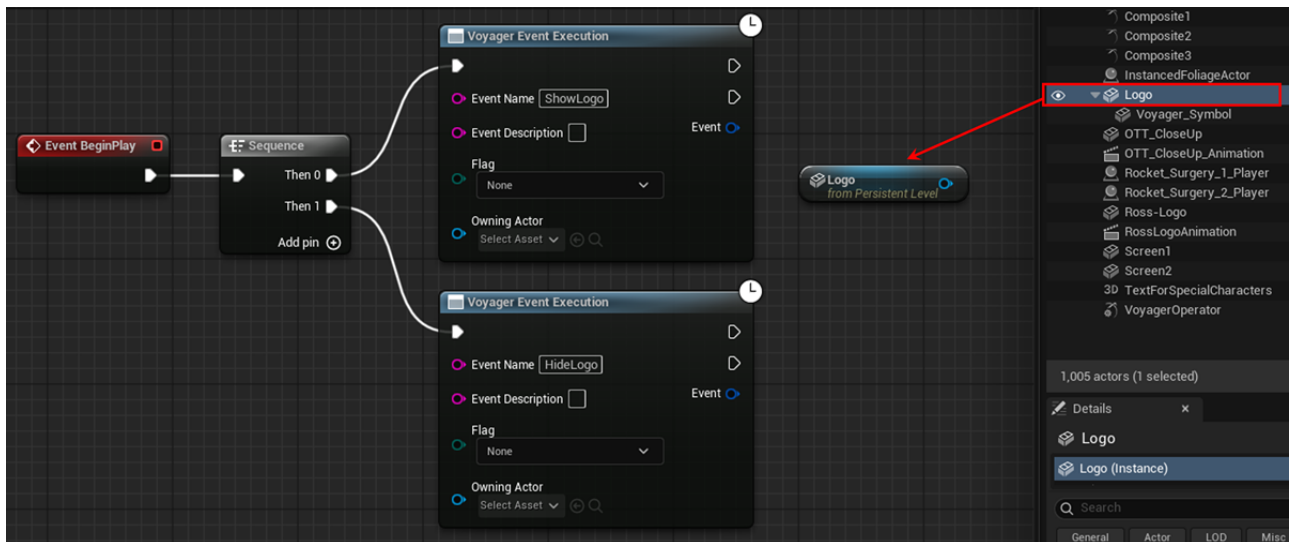 Event BeginPlay
Sequence
Then 0
Then 1
Add pin
Voyager Event Execution
Event Name ShowLogo
Event Description
Event
Flag
None
Owning Actor
Select Asset
Voyager Event Execution
Event Name HideLogo
Event Description
Event
Flag
None
Owning Actor
Select Asset
Logo
from Persistent Level
Composite1
Composite2
Composite3
InstancedFoliageActor
Logo
Voyager_Symbol
OTT_CloseUp
OTT_CloseUp_Animation
Rocket_Surgery_1_Player
Rocket_Surgery_2_Player
Ross-Logo
RossLogoAnimation
Screen1
Screen2
3D TextForSpecialCharacters
VoyagerOperator
1,005 actors (1 selected)
Details
Logo
Logo (Instance)
Search
General Actor LOD Misc